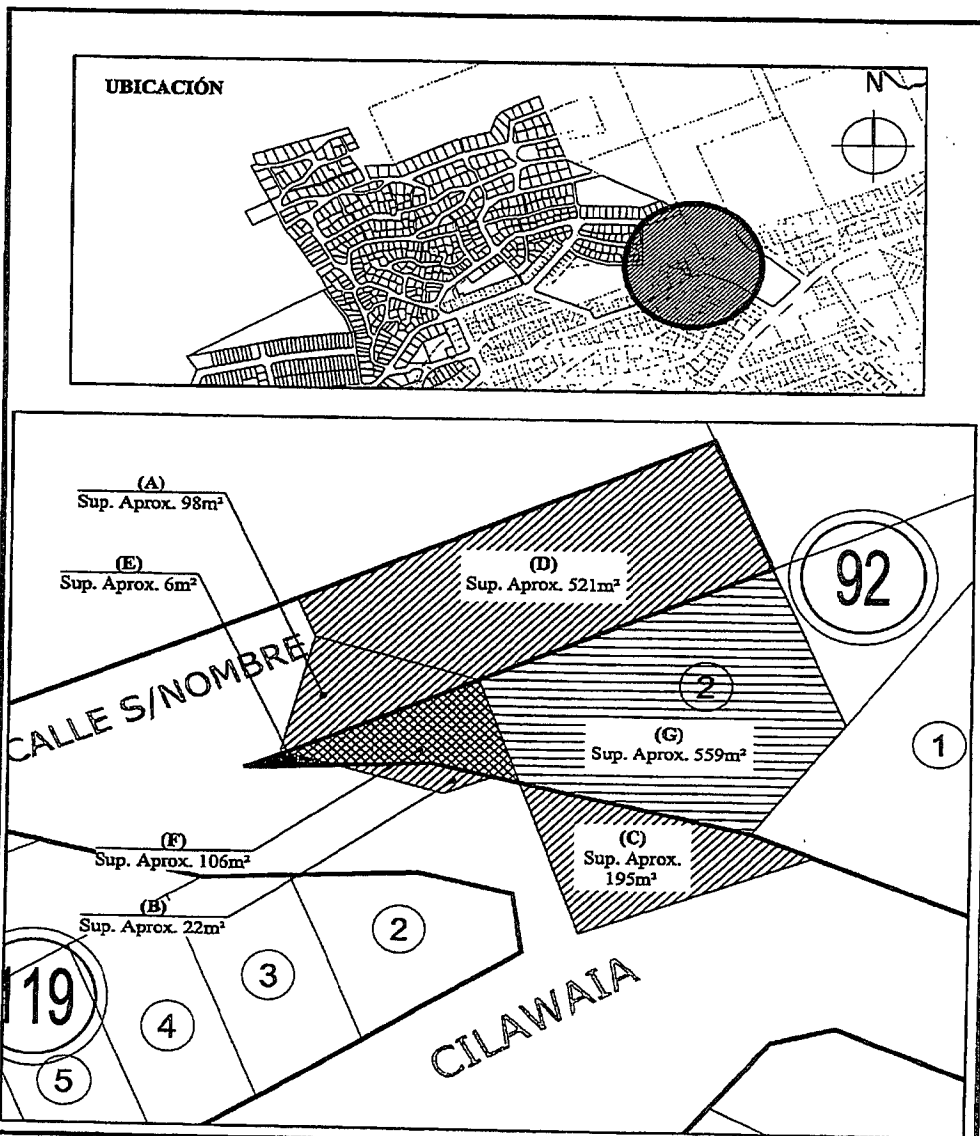 UBICACIÓN
N
(A)
Sup. Aprox. 98m²
(E)
Sup. Aprox. 6m²
(D)
Sup. Aprox. 521m²
92
CALLE S/NOMBRE
2
(G)
Sup. Aprox. 559m²
1
(F)
Sup. Aprox. 106m²
(C)
Sup. Aprox.
195m²
(B)
Sup. Aprox. 22m²
2
3
119
4
5
CILAWAIA